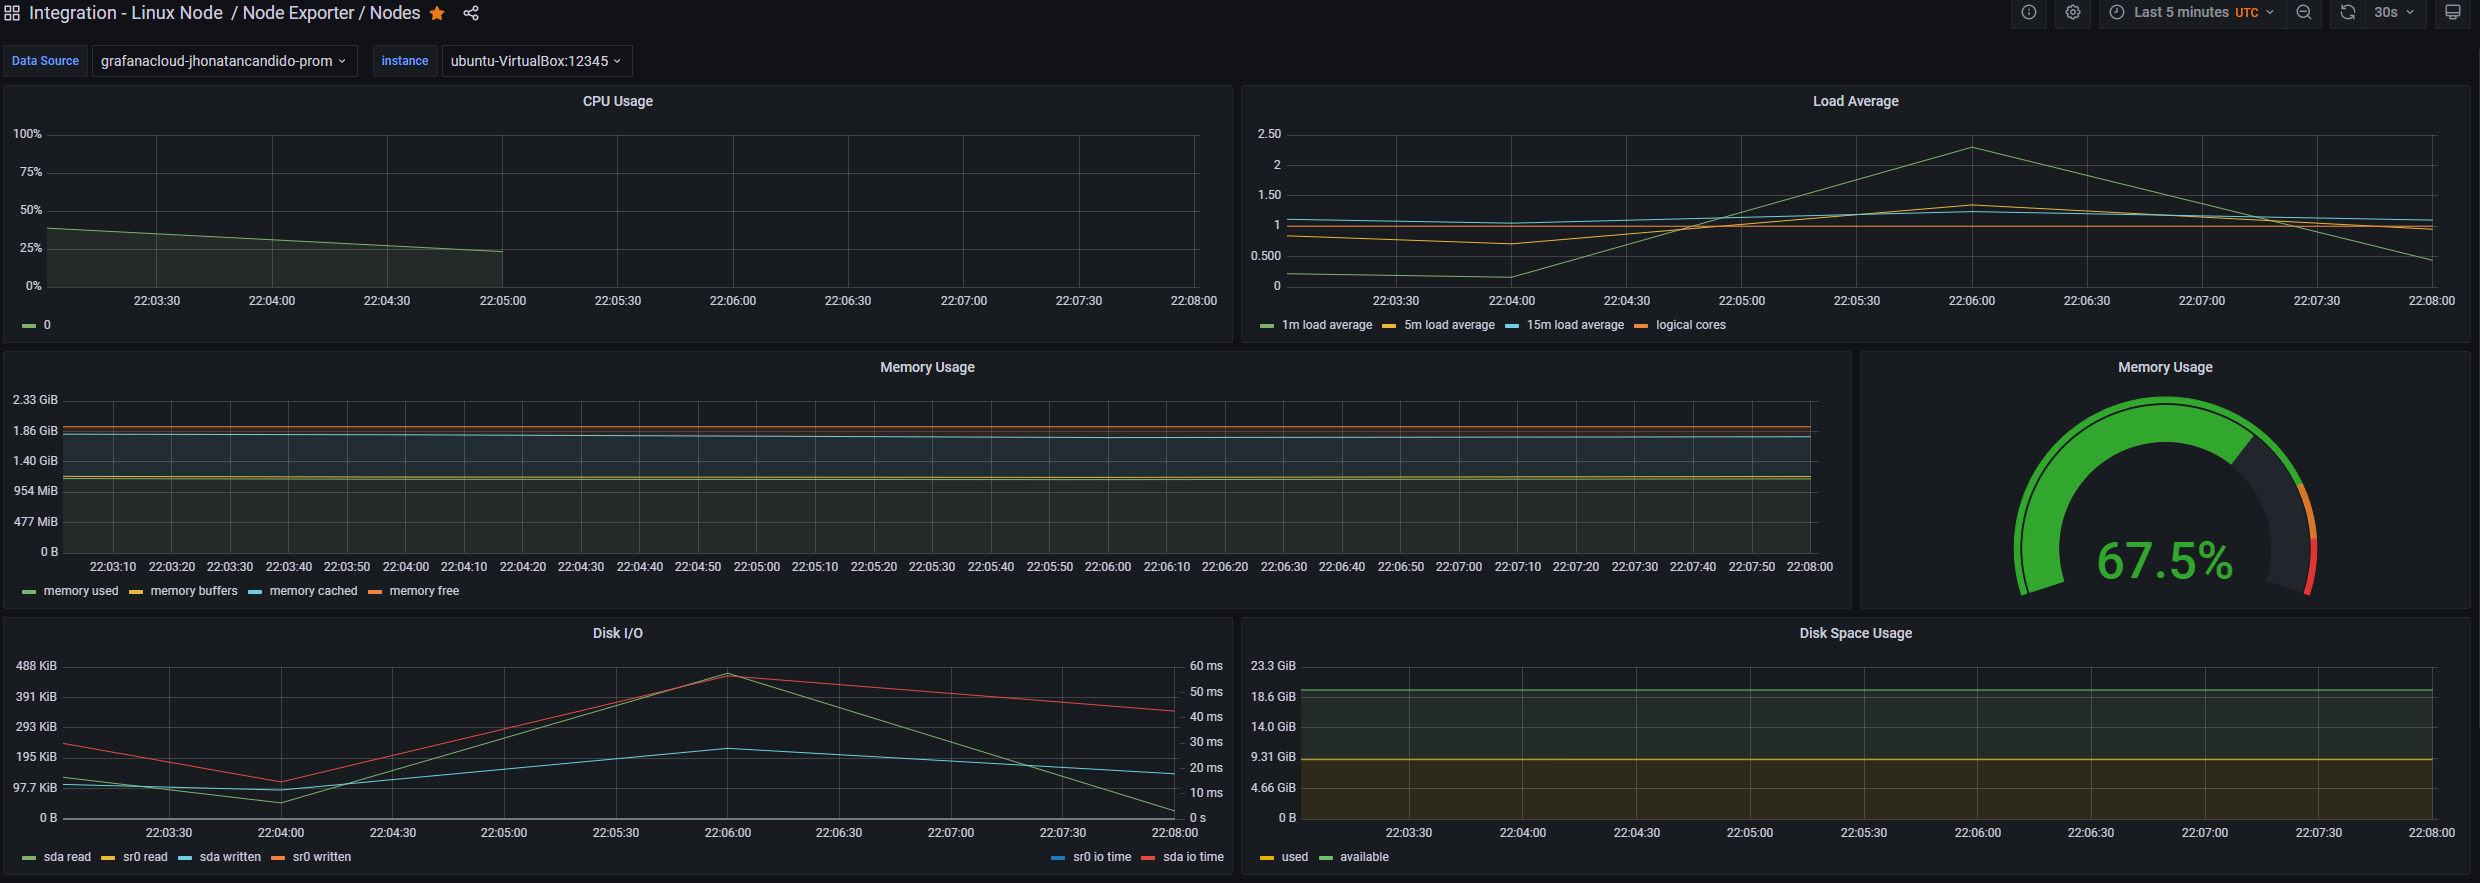 Integration - Linux Node / Node Exporter / Nodes
Last 5 minutes UTC
30s
Data Source grafanacloud-jhonatancandido-prom instance ubuntu-VirtualBox:12345
CPU Usage
100%
75%
50%
25%
0%
22:03:30 22:04:00 22:04:30 22:05:00 22:05:30 22:06:00 22:06:30 22:07:00 22:07:30 22:08:00
0
Load Average
2.50
2
1.50
1
0.500
0
22:03:30 22:04:00 22:04:30 22:05:00 22:05:30 22:06:00 22:06:30 22:07:00 22:07:30 22:08:00
1m load average 5m load average 15m load average logical cores
Memory Usage
2.33 GiB
1.86 GiB
1.40 GiB
954 MiB
477 MiB
0 B
22:03:10 22:03:20 22:03:30 22:03:40 22:03:50 22:04:00 22:04:10 22:04:20 22:04:30 22:04:40 22:04:50 22:05:00 22:05:10 22:05:20 22:05:30 22:05:40 22:05:50 22:06:00 22:06:10 22:06:20 22:06:30 22:06:40 22:06:50 22:07:00 22:07:10 22:07:20 22:07:30 22:07:40 22:07:50 22:08:00
memory used memory buffers memory cached memory free
Memory Usage
67.5%
Disk I/O
488 KiB
391 KiB
293 KiB
195 KiB
97.7 KiB
0 B
60 ms
50 ms
40 ms
30 ms
20 ms
10 ms
0 s
22:03:30 22:04:00 22:04:30 22:05:00 22:05:30 22:06:00 22:06:30 22:07:00 22:07:30 22:08:00
sda read sr0 read sda written sr0 written sr0 io time sda io time
Disk Space Usage
23.3 GiB
18.6 GiB
14.0 GiB
9.31 GiB
4.66 GiB
0 B
22:03:30 22:04:00 22:04:30 22:05:00 22:05:30 22:06:00 22:06:30 22:07:00 22:07:30 22:08:00
used available